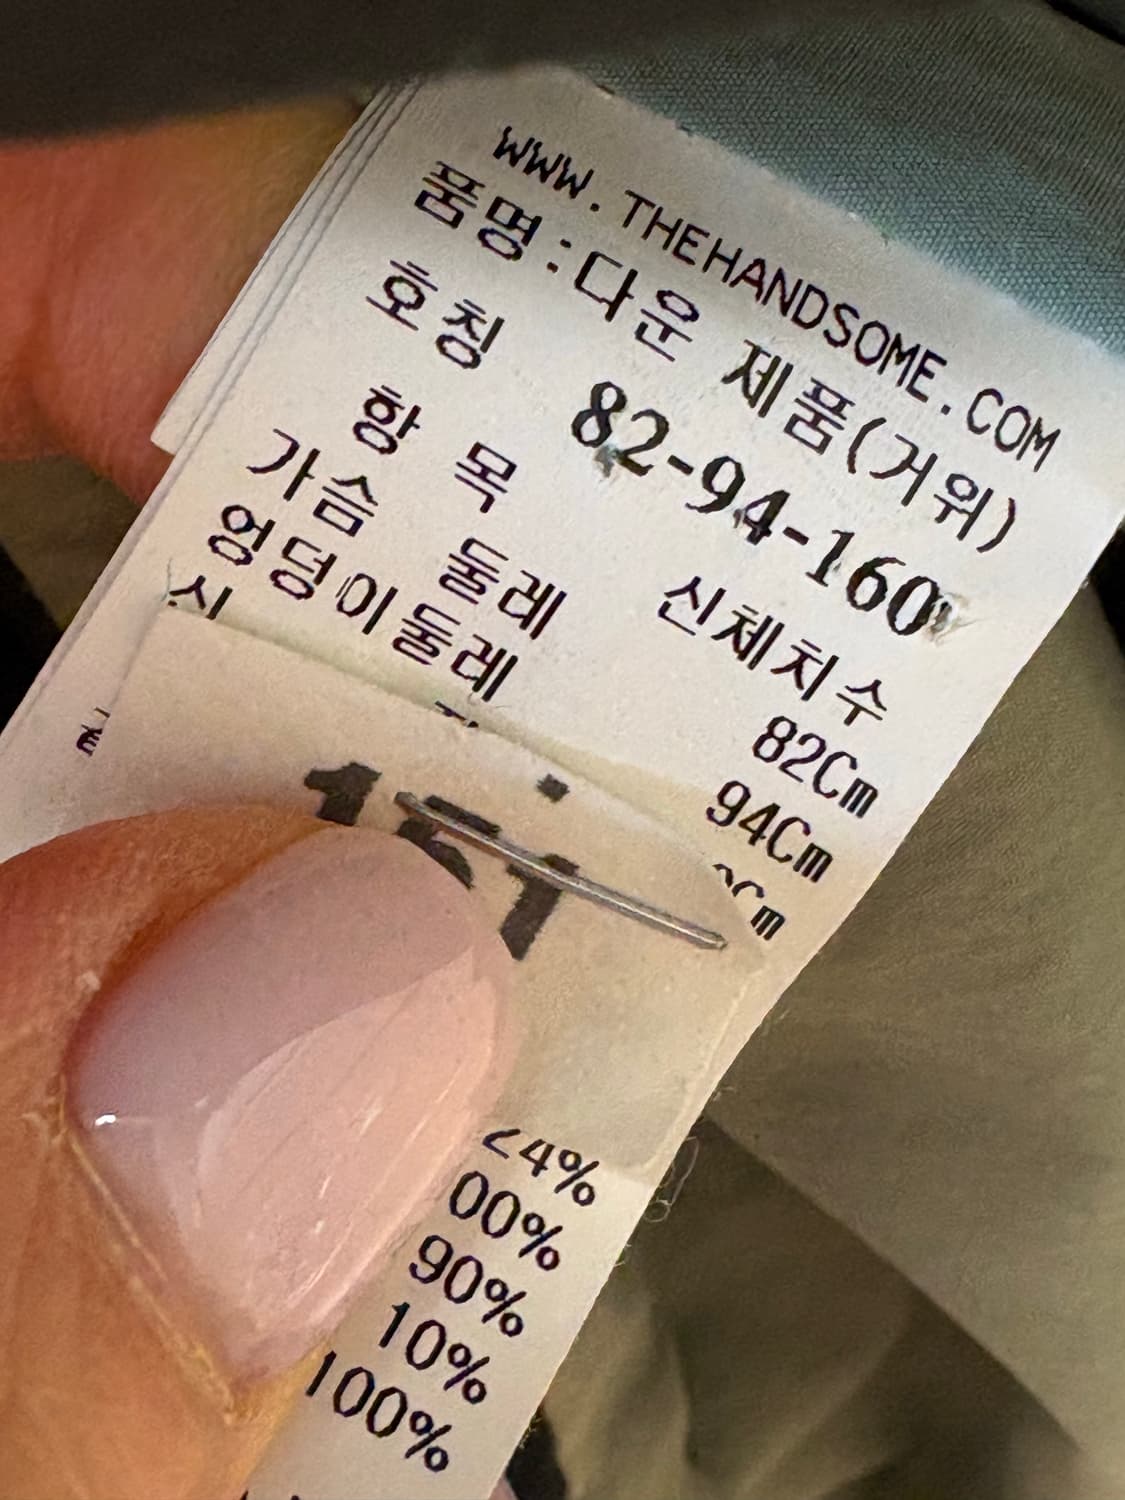 WWW.THEHANDSOME.COM
품명:다운 제품(거위)
호칭 82-94-160
항 목 신체치수
가슴 둘레 82Cm
엉덩이둘레 94Cm
Cm
24%
00%
90%
10%
100%